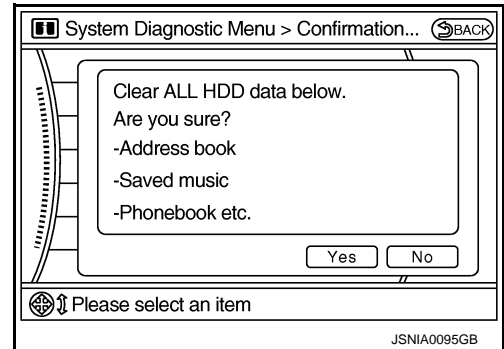 System Diagnostic Menu > Confirmation... BACK
Clear ALL HDD data below.
Are you sure?
-Address book
-Saved music
-Phonebook etc.
Yes No
Please select an item
JSNIA0095GB